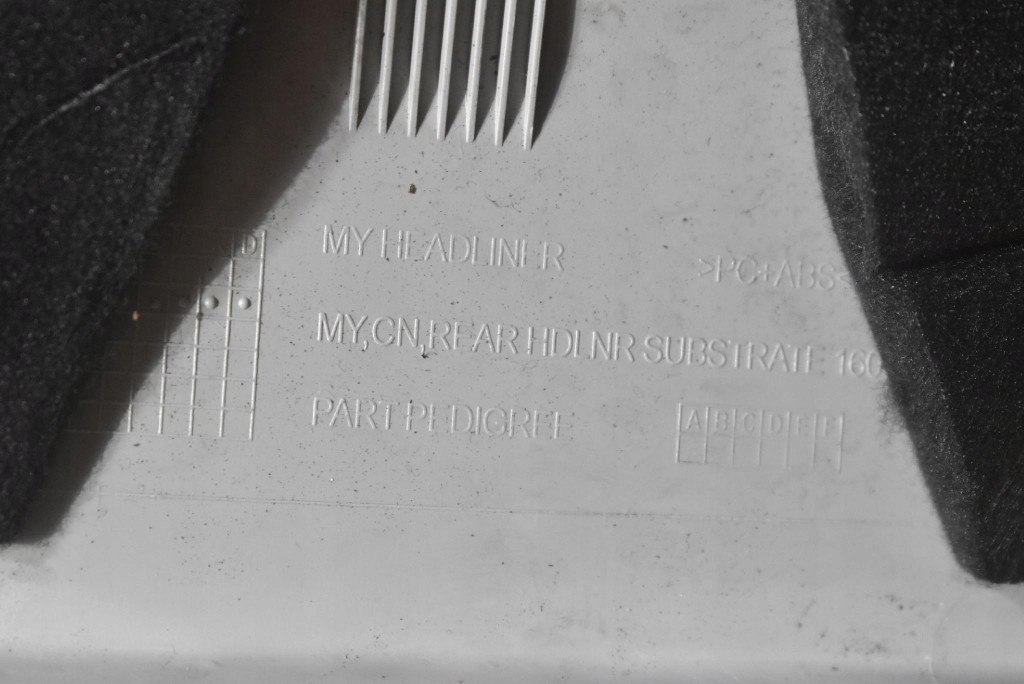 D
MY HEADLINER
>PC+ABS<
MY,CN,REAR HDLNR SUBSTRATE 160
PART PEDIGREE
A B C D E F